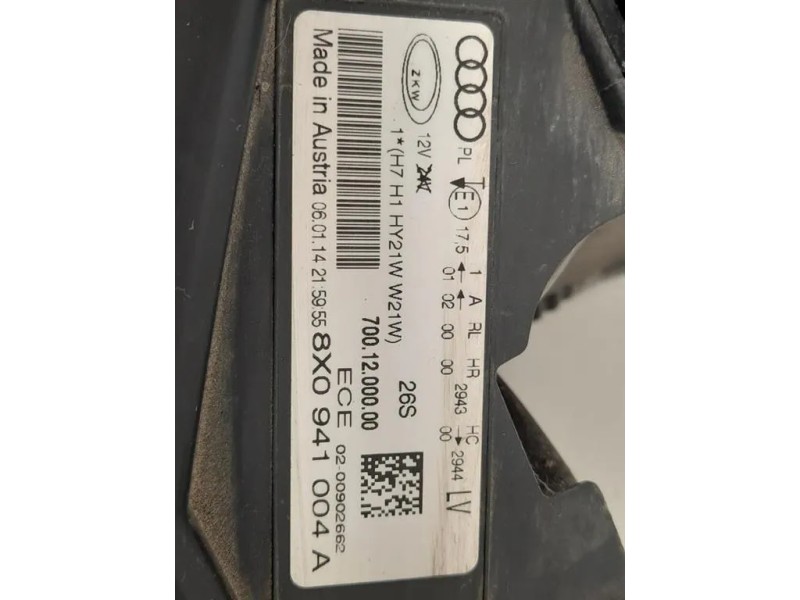 PL TE1 17,5 1 A RL HR 2943 HC → 2944 LV
01 02 00 00 00
ZKW 12V
1*(H7 H1 HY21W W21W) 26S
700.12.000.00
ECE 02-00902662
Made in Austria 06.01.14 21:59:55 8X0 941 004 A